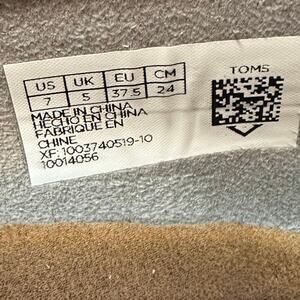 US UK EU CM
7 5 37.5 24
TOMS
MADE IN CHINA
HECHO EN CHINA
FABRIQUE EN
CHINE
XF: 1003740519-10
10014056